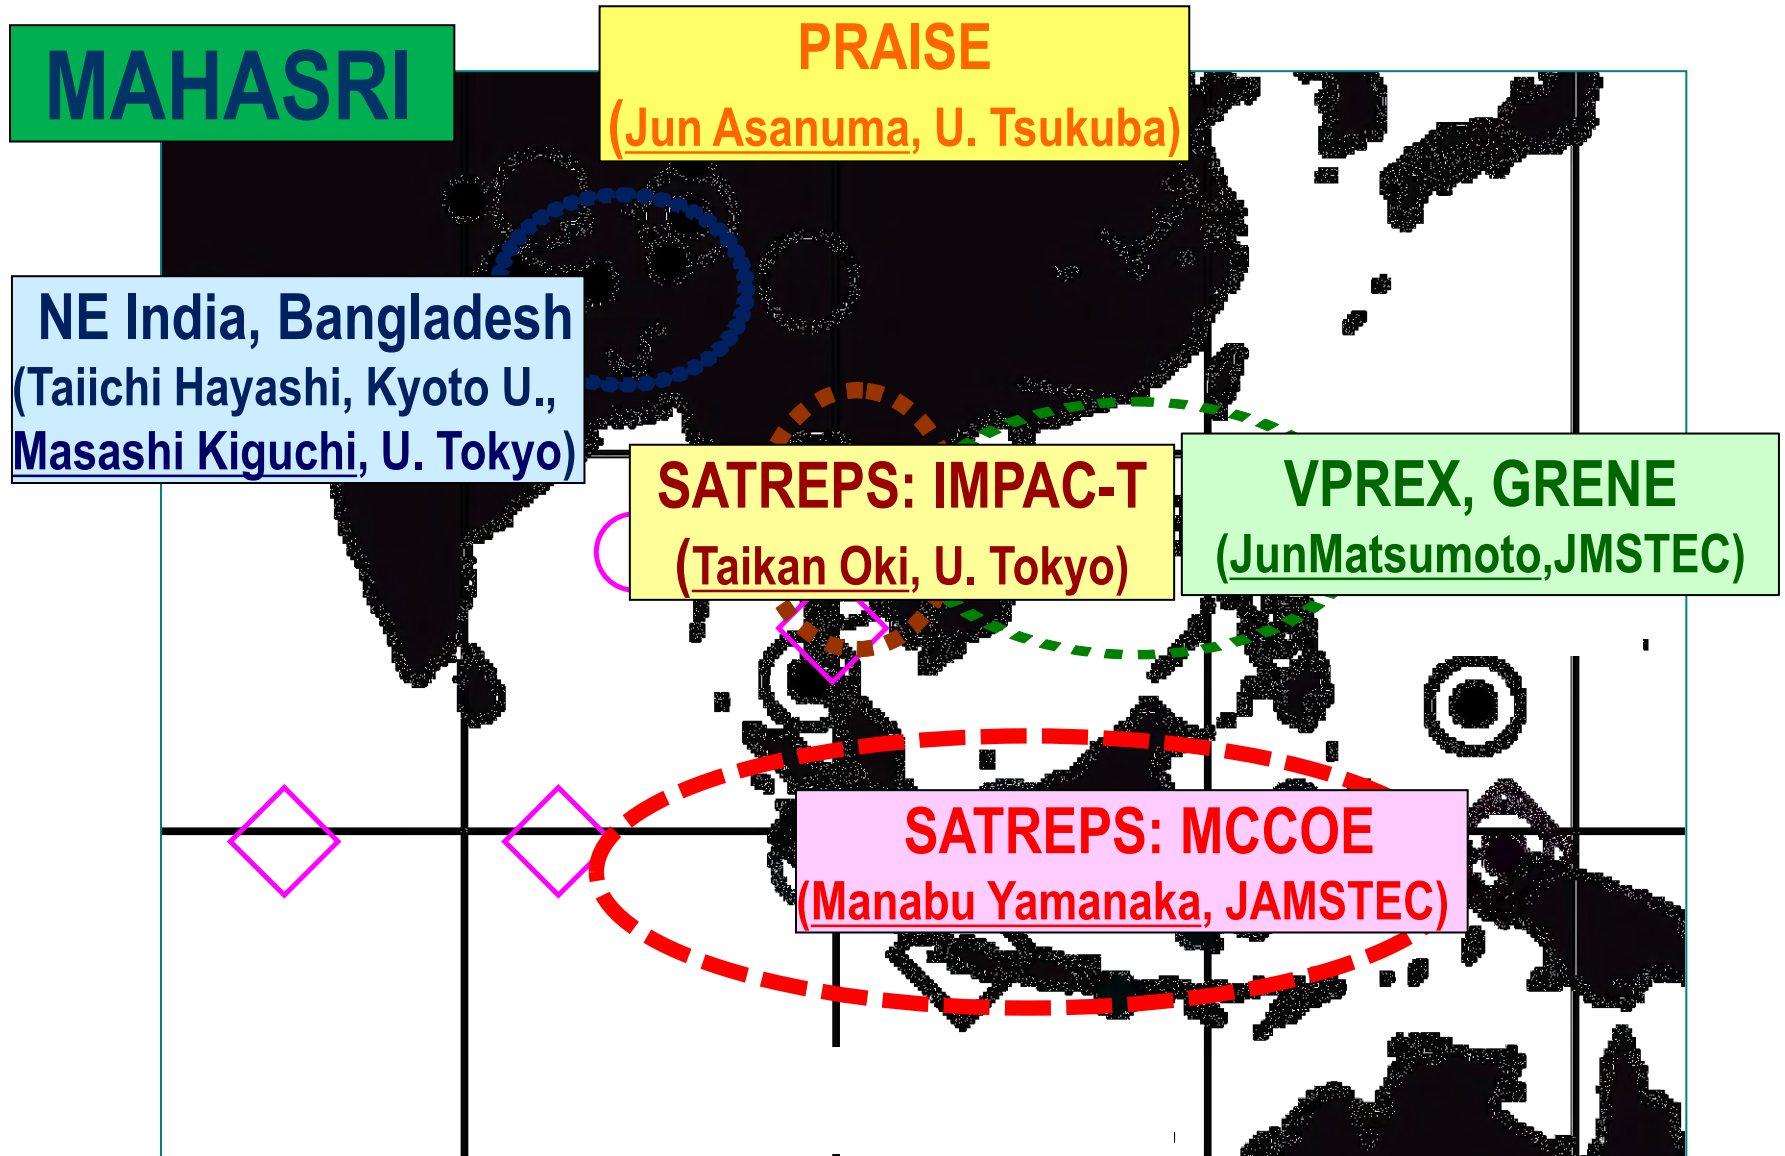 MAHASRI
PRAISE
(Jun Asanuma, U. Tsukuba)
NE India, Bangladesh
(Taiichi Hayashi, Kyoto U.,
Masashi Kiguchi, U. Tokyo)
SATREPS: IMPAC-T
(Taikan Oki, U. Tokyo)
VPREX, GRENE
(JunMatsumoto,JMSTEC)
SATREPS: MCCOE
(Manabu Yamanaka, JAMSTEC)